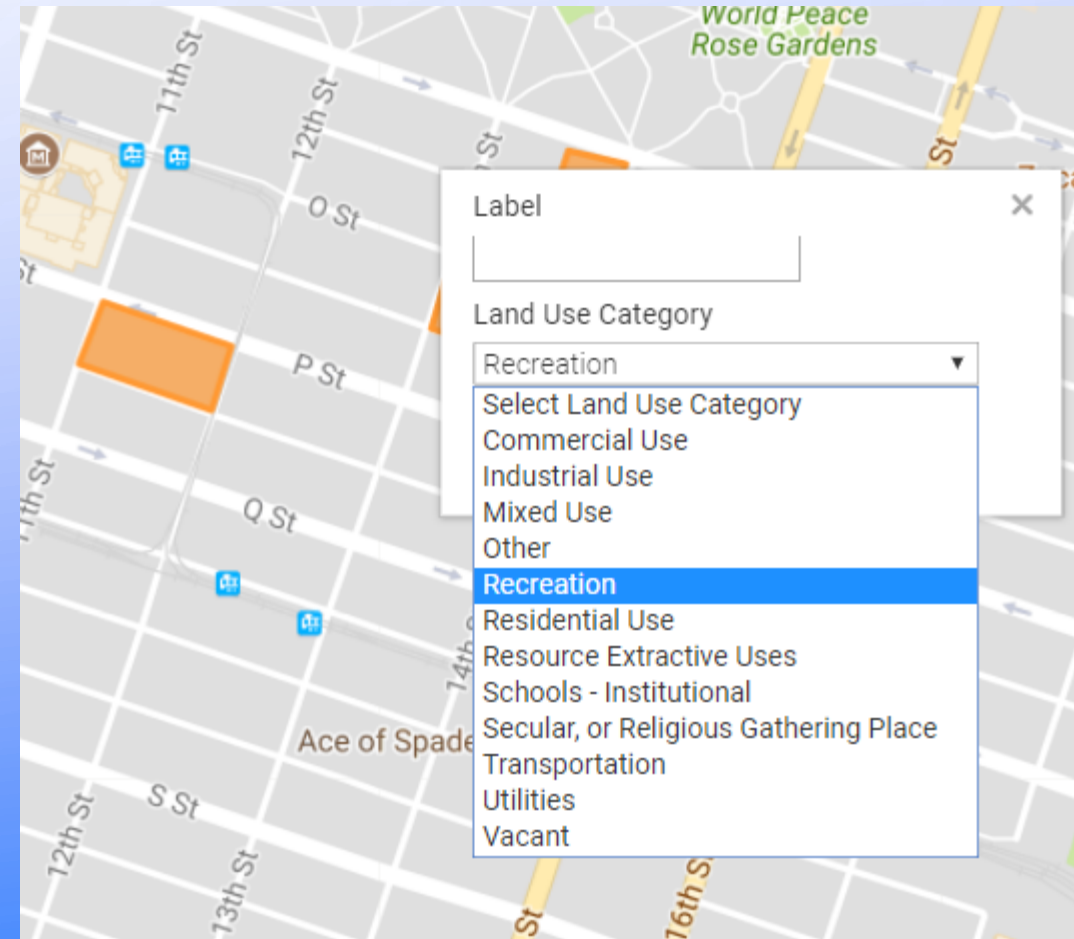 World Peace
Rose Gardens
11th St
12th St
St
St
O St
St
P St
11th St
Q St
14th S
Ace of Spade
S St
12th St
13th St
St
16th S
M
Label
×
Land Use Category
Recreation
Select Land Use Category
Commercial Use
Industrial Use
Mixed Use
Other
Recreation
Residential Use
Resource Extractive Uses
Schools - Institutional
Secular, or Religious Gathering Place
Transportation
Utilities
Vacant